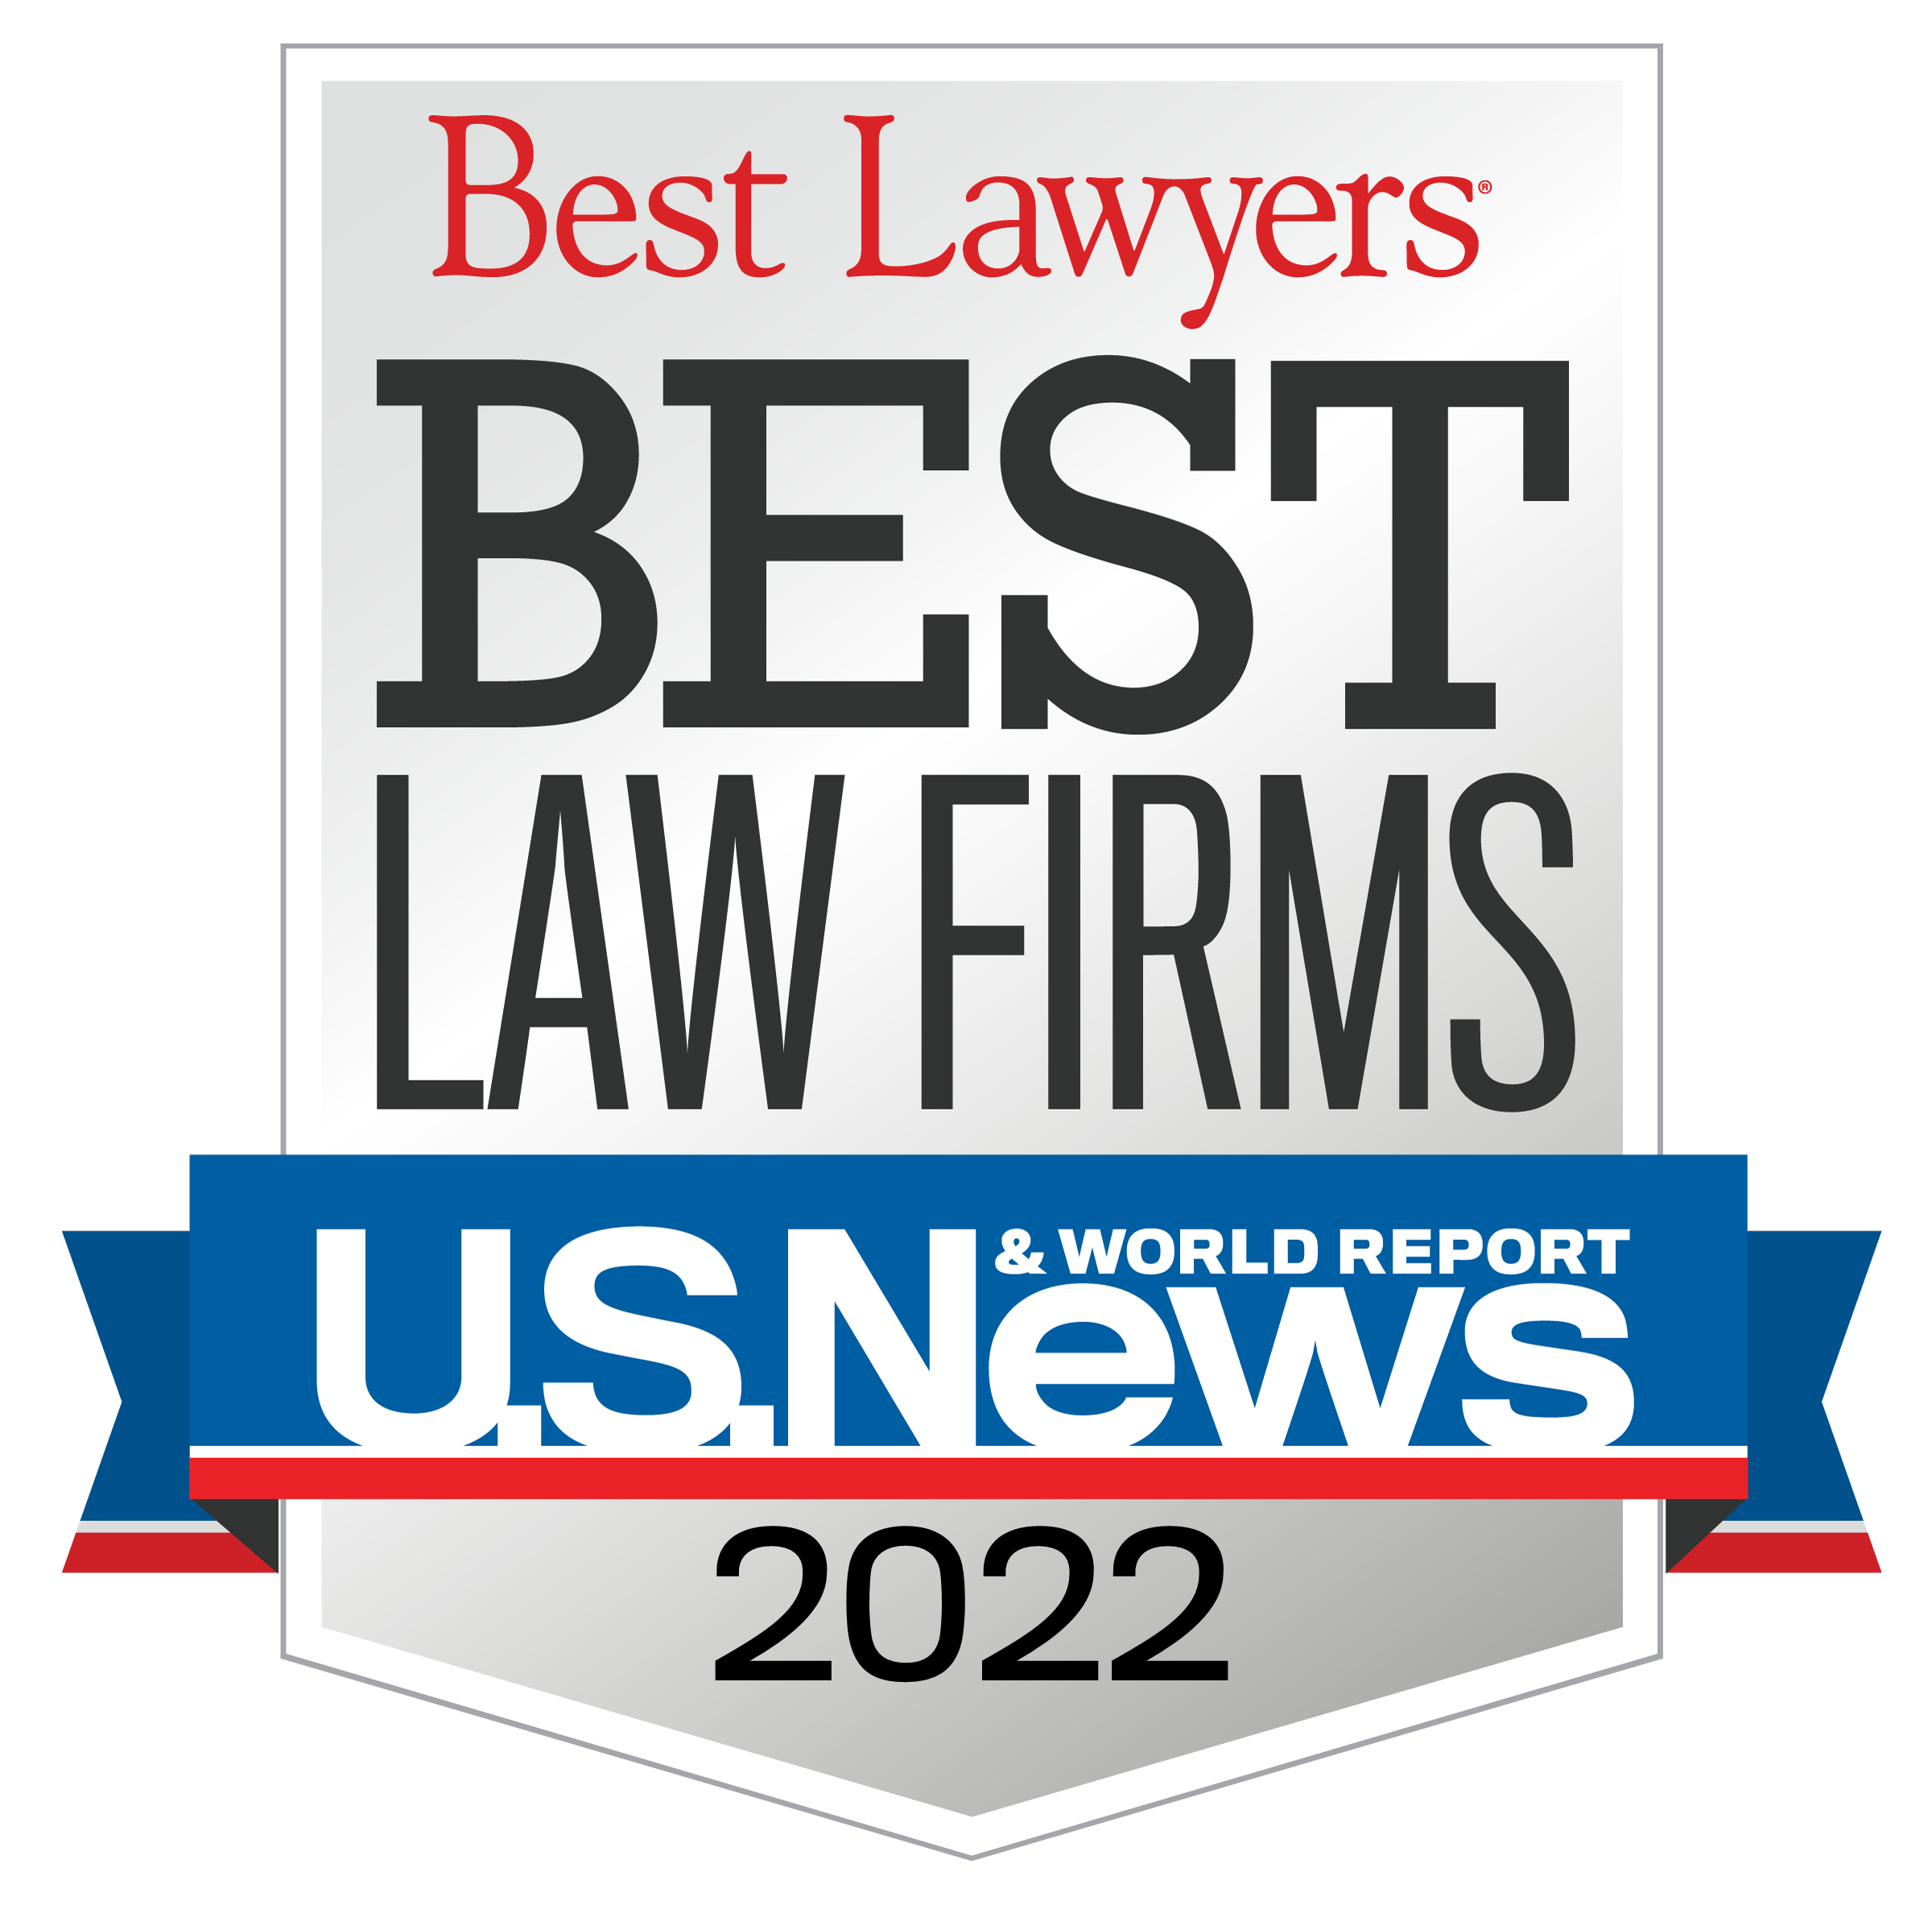 Best Lawyers®
BEST
LAW FIRMS
& WORLD REPORT
U.S.News
2022